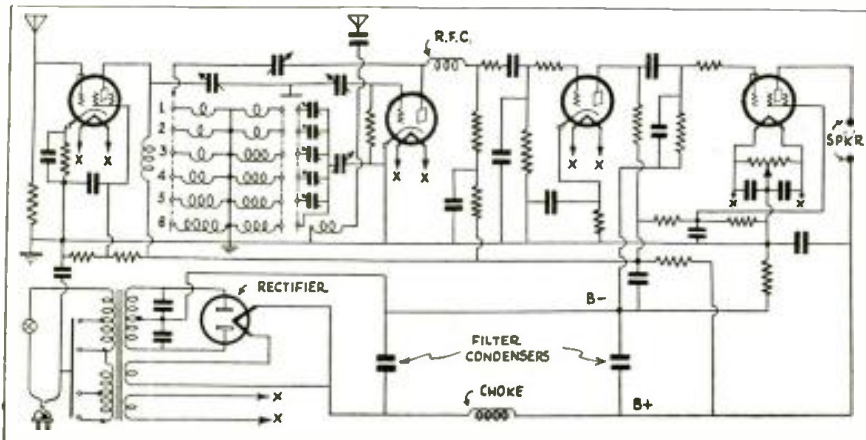 R.F.C.
1
2
3
4
5
6
X X
X X
X X
X X
SPKR.
RECTIFIER
B-
FILTER
CONDENSERS
CHOKE
B+
X
X